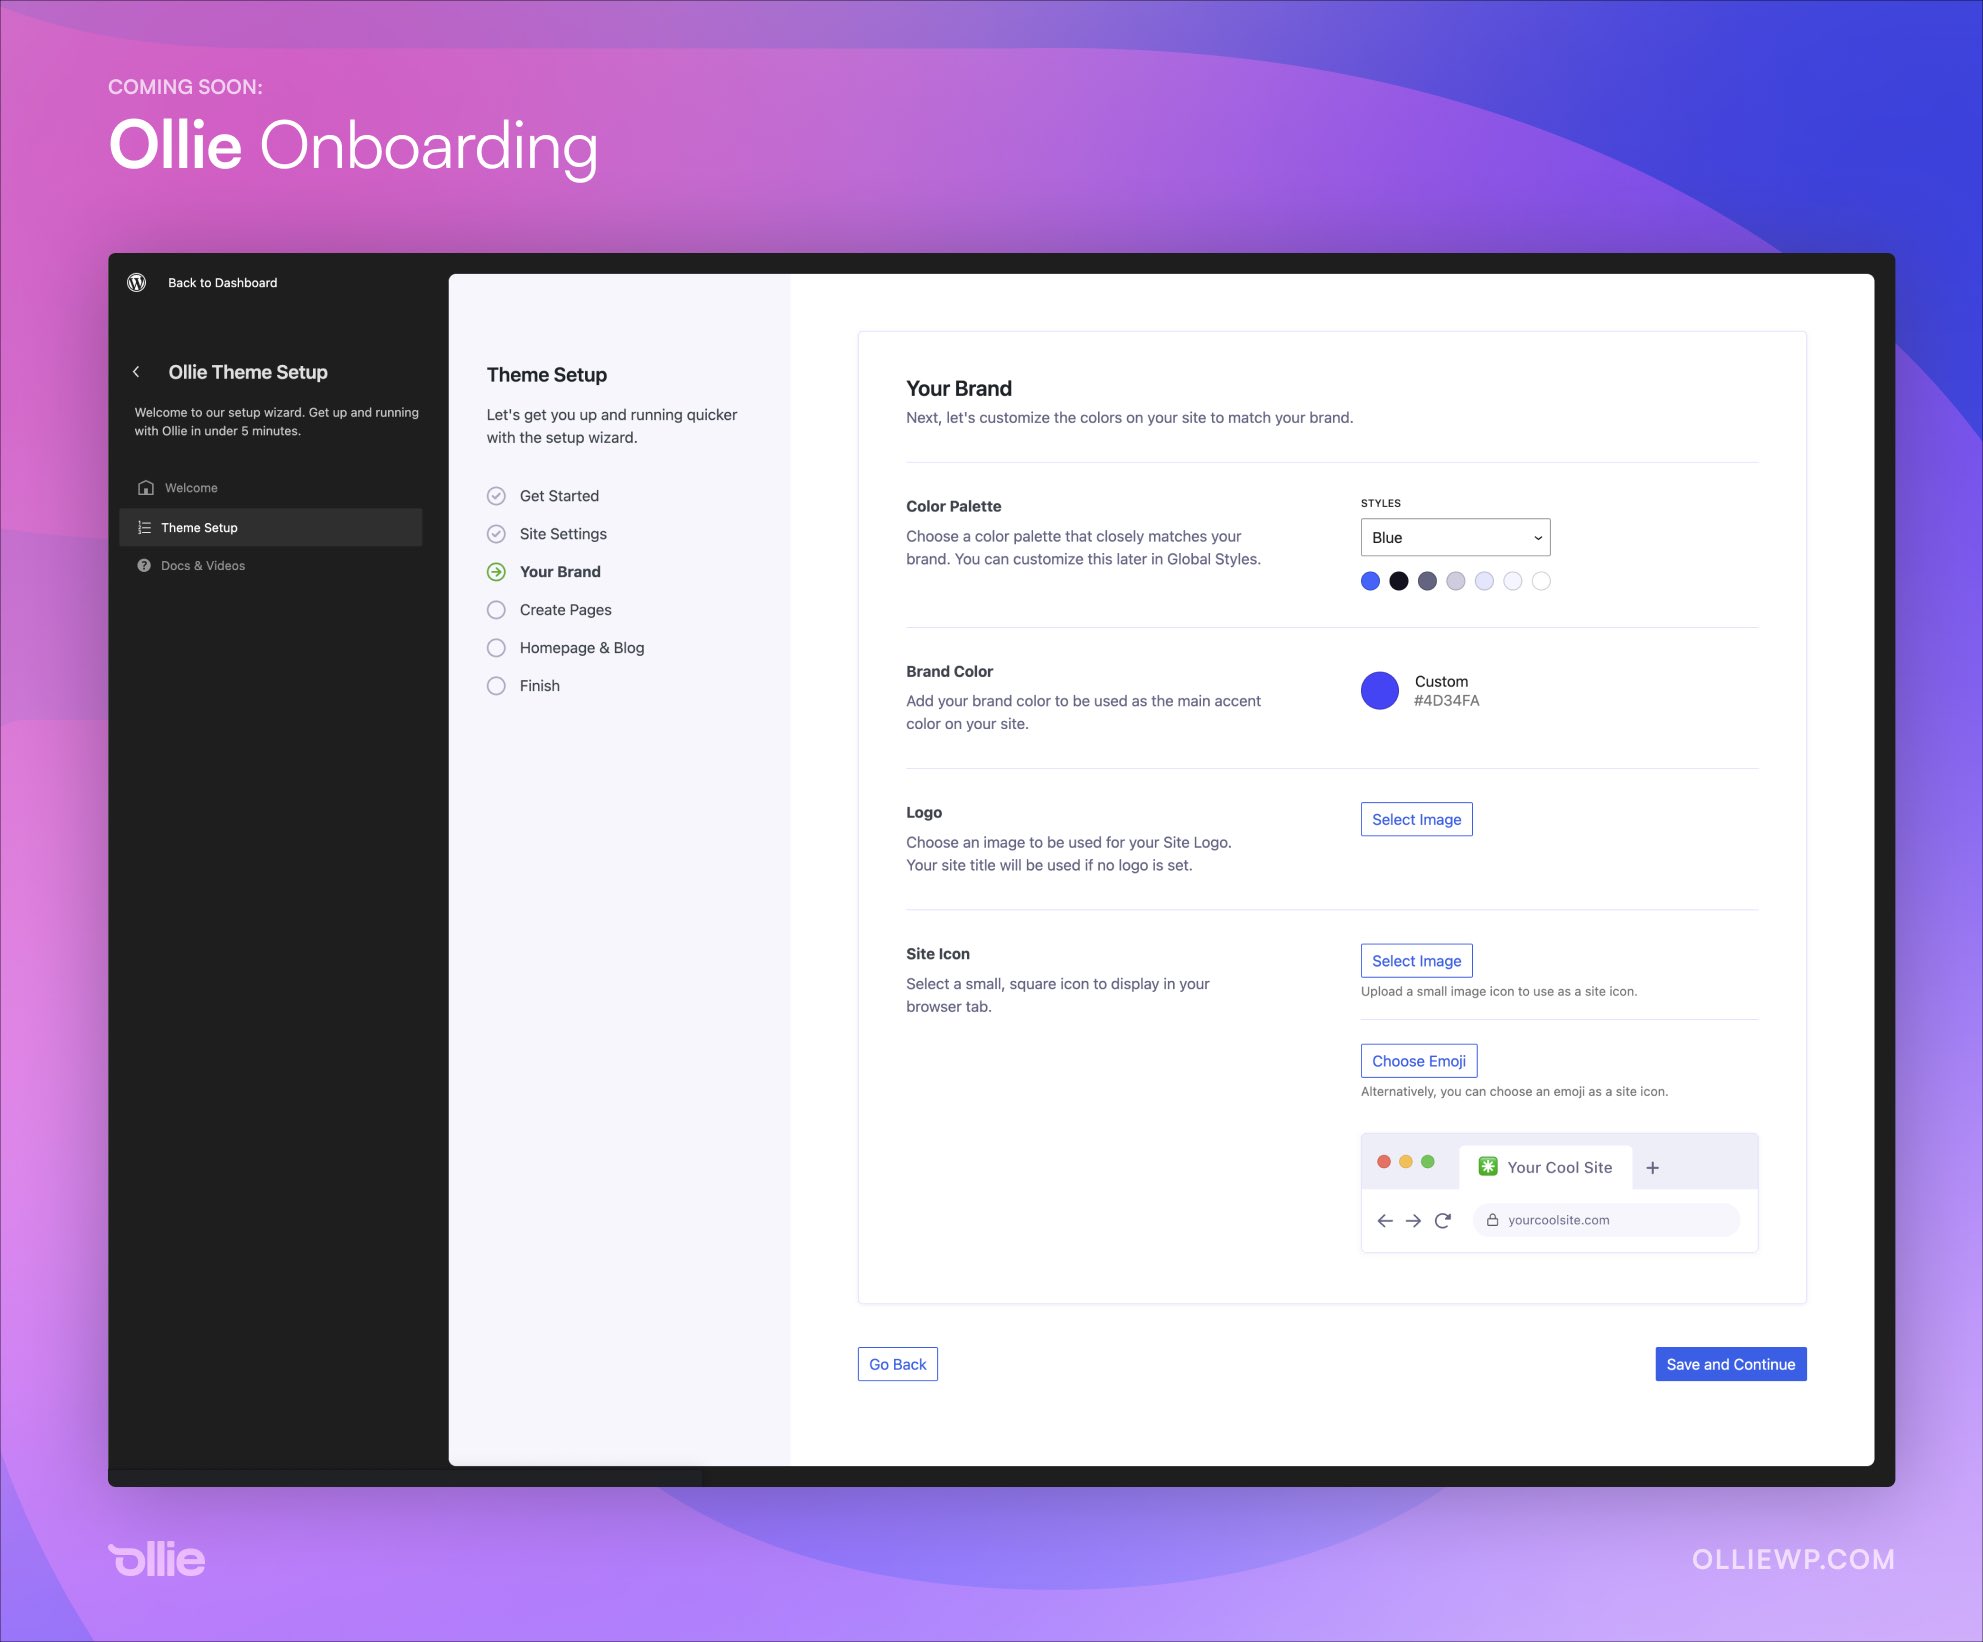 COMING SOON:
Ollie Onboarding
Back to Dashboard
Ollie Theme Setup
Welcome to our setup wizard. Get up and running
with Ollie in under 5 minutes.
Welcome
Theme Setup
Docs & Videos
Theme Setup
Let's get you up and running quicker
with the setup wizard.
Get Started
Site Settings
Your Brand
Create Pages
Homepage & Blog
Finish
Your Brand
Next, let's customize the colors on your site to match your brand.
Color Palette
Choose a color palette that closely matches your
brand. You can customize this later in Global Styles.
STYLES
Blue
Brand Color
Add your brand color to be used as the main accent
color on your site.
Custom
#4D34FA
Logo
Choose an image to be used for your Site Logo.
Your site title will be used if no logo is set.
Select Image
Site Icon
Select a small, square icon to display in your
browser tab.
Select Image
Upload a small image icon to use as a site icon.
Choose Emoji
Alternatively, you can choose an emoji as a site icon.
Your Cool Site
yourcoolsite.com
Go Back
Save and Continue
ollie
OLLIEWP.COM